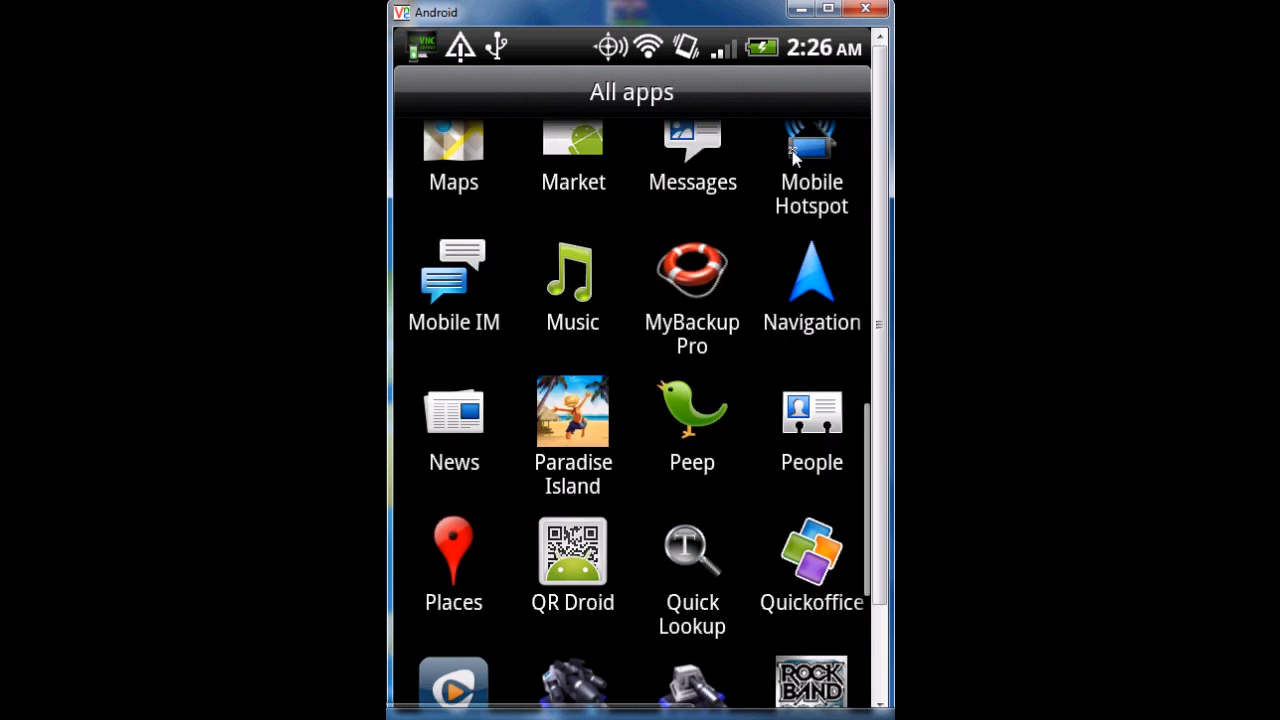 Android
VNC
2:26 AM
All apps
Maps Market Messages Mobile
Hotspot
Mobile IM Music MyBackup Navigation
Pro
News Paradise Peep People
Island
Places QR Droid Quick Quickoffice
Lookup
T
ROCK
BAND